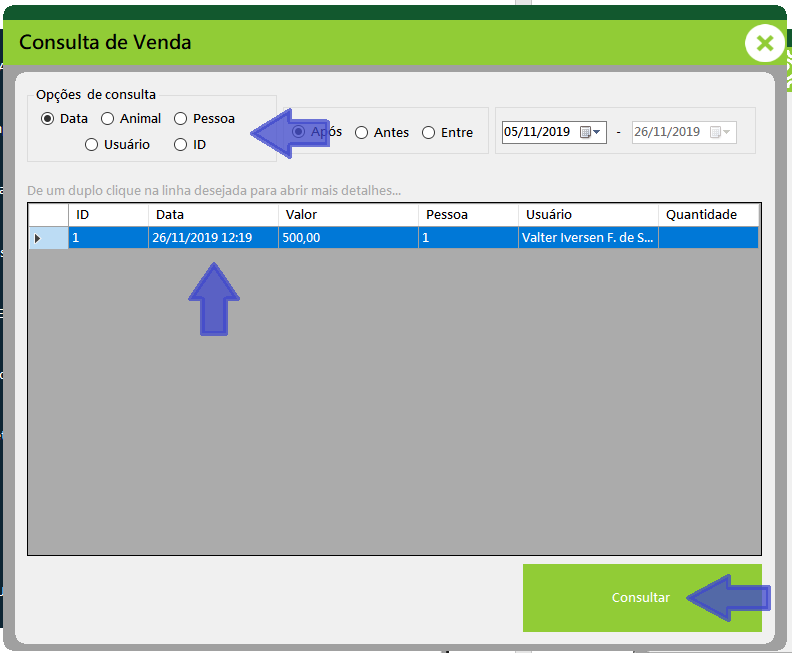 Consulta de Venda
Opções de consulta
Data Animal Pessoa
Usuário ID
Após Antes Entre
05/11/2019 - 26/11/2019
De um duplo clique na linha desejada para abrir mais detalhes...
ID Data Valor Pessoa Usuário Quantidade
1 26/11/2019 12:19 500,00 1 Valter Iversen F. de S...
Consultar